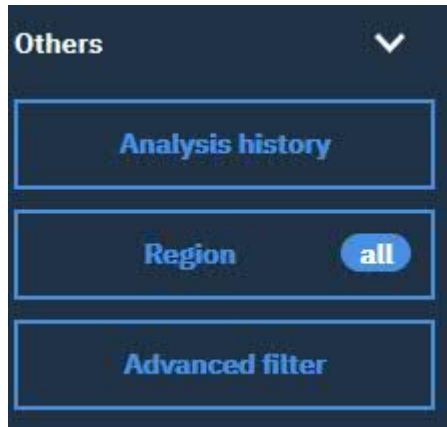 Others
Analysis history
Region all
Advanced filter